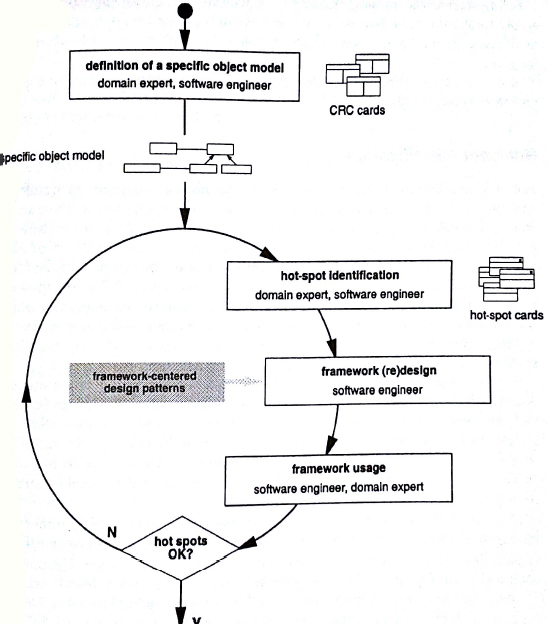 definition of a specific object model
domain expert, software engineer
CRC cards
specific object model
hot-spot identification
domain expert, software engineer
hot-spot cards
framework-centered
design patterns
framework (re)design
software engineer
framework usage
software engineer, domain expert
N
hot spots
OK?
Y